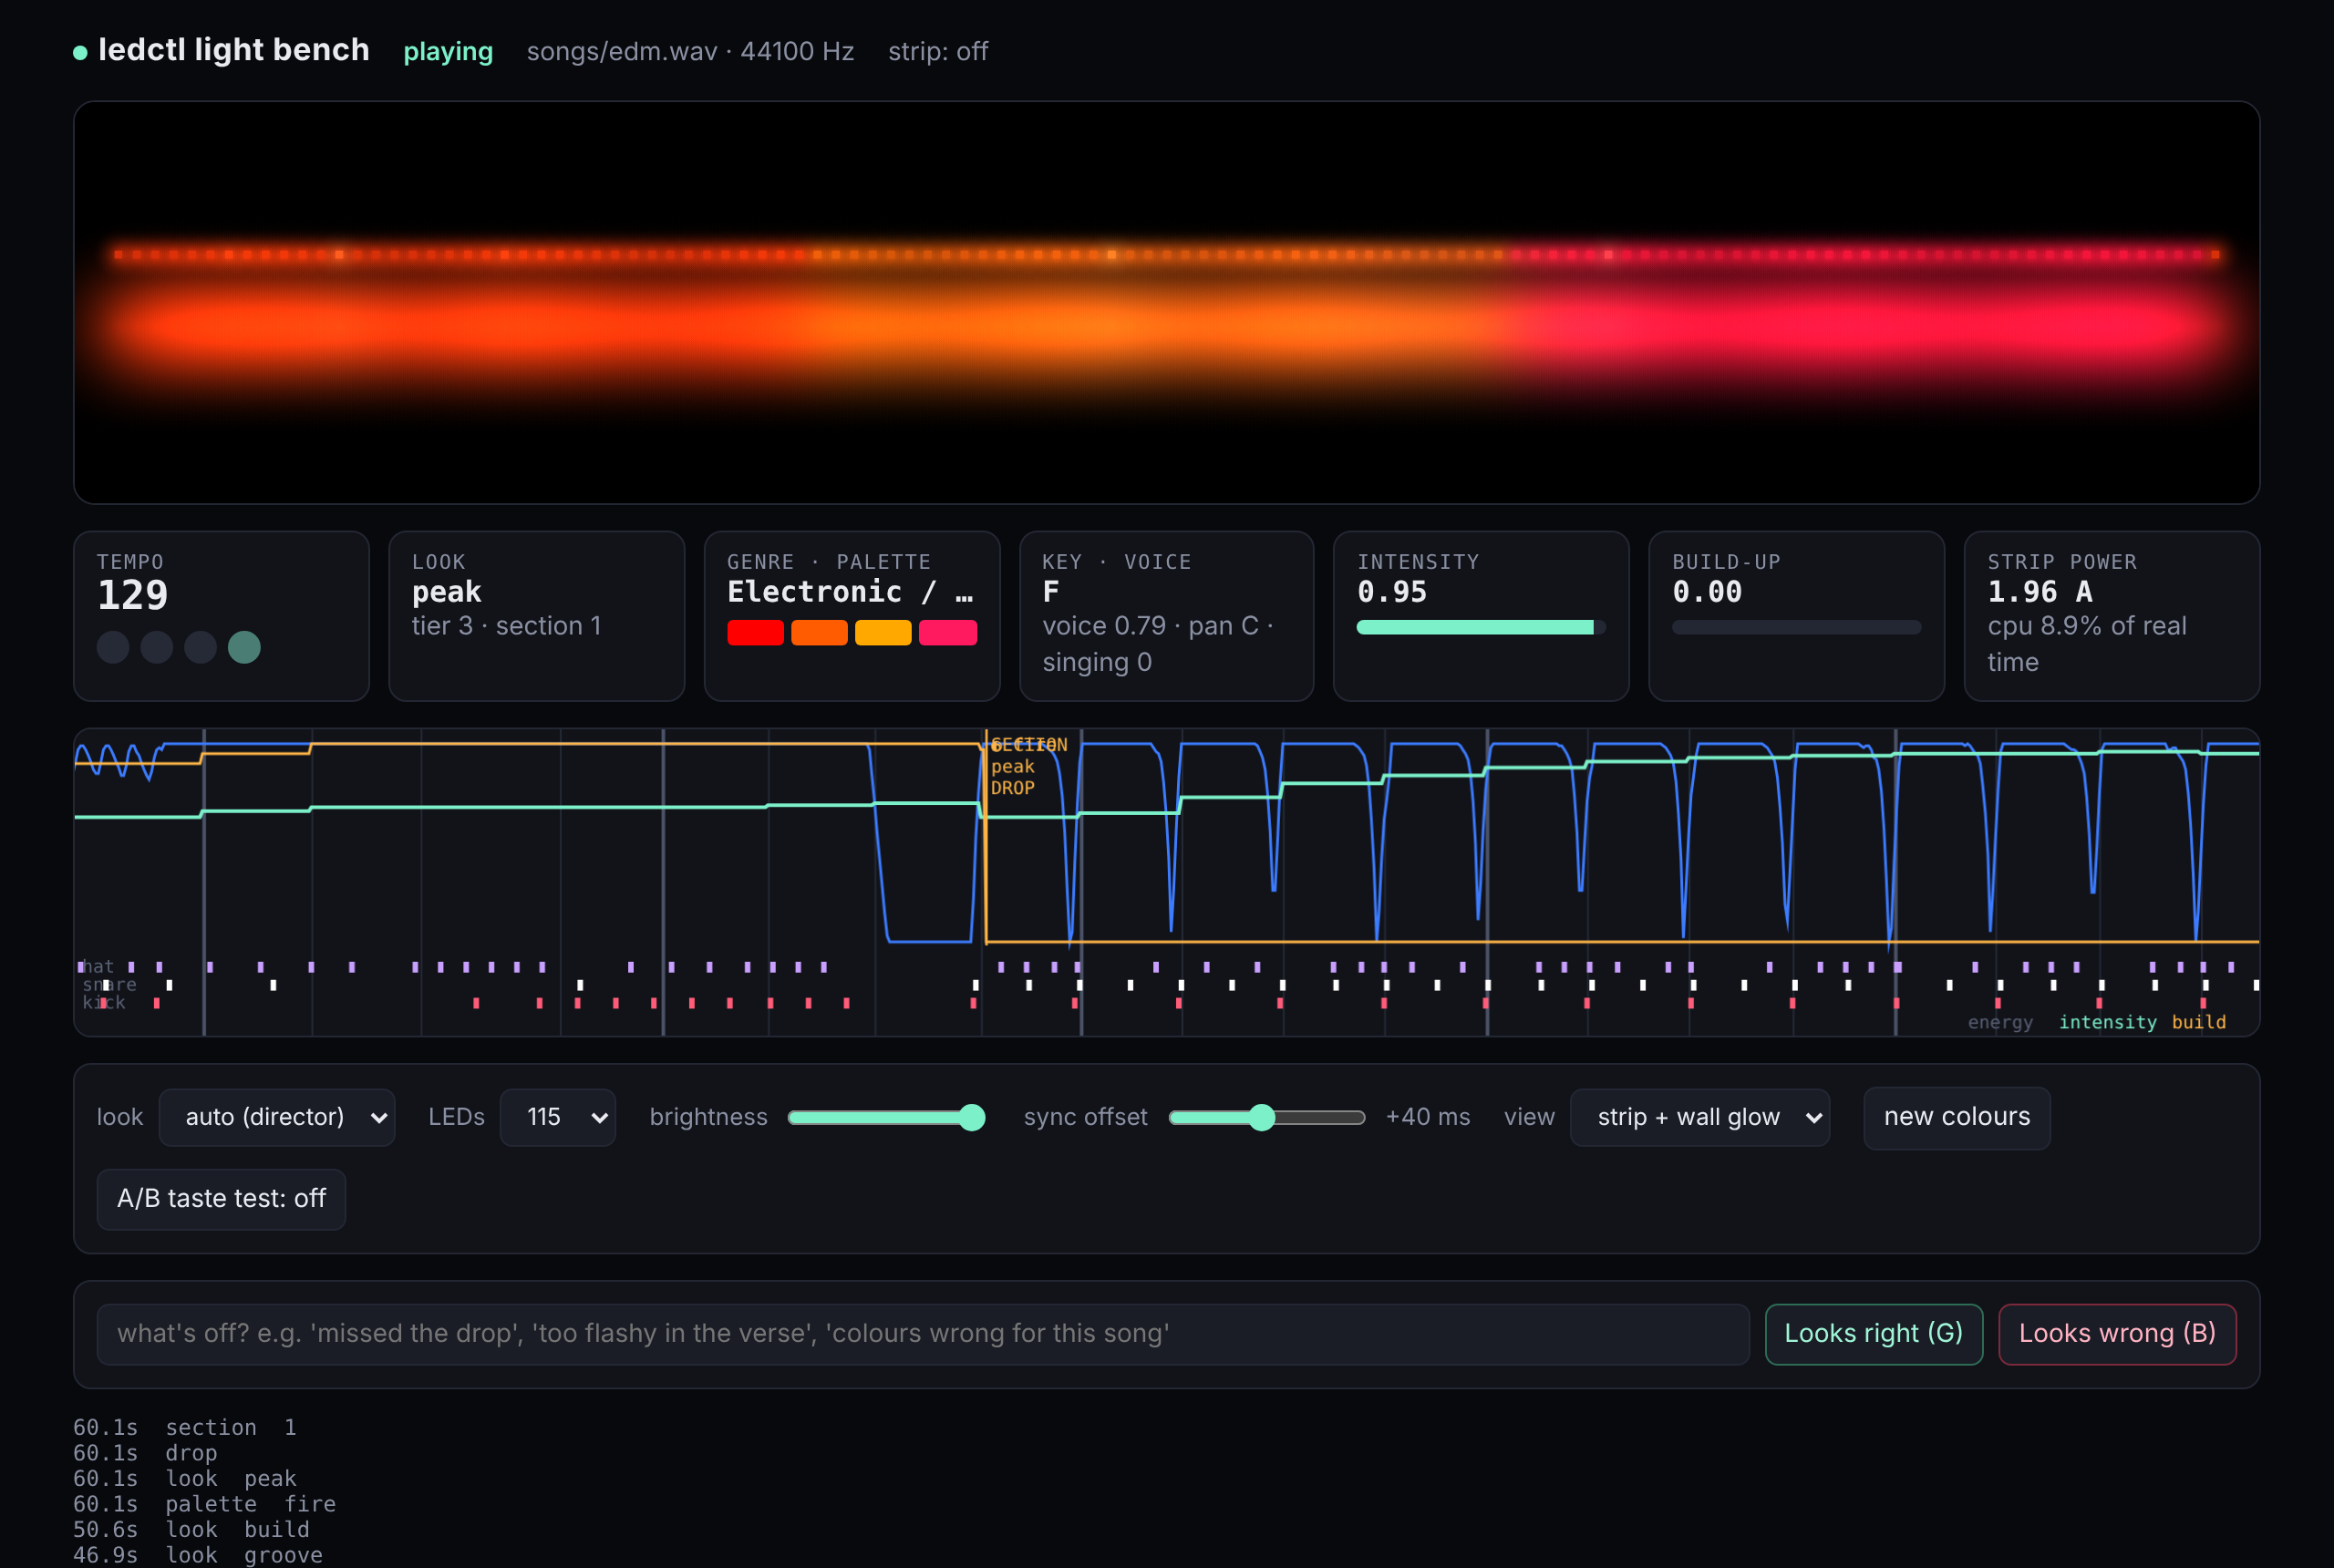 ledctl light bench playing songs/edm.wav · 44100 Hz strip: off
TEMPO
129
LOOK
peak
tier 3 · section 1
GENRE · PALETTE
Electronic / …
KEY · VOICE
F
voice 0.79 · pan C ·
singing 0
INTENSITY
0.95
BUILD-UP
0.00
STRIP POWER
1.96 A
cpu 8.9% of real
time
SECTION
peak
DROP
hat
snare
kick
energy intensity build
look auto (director) LEDs 115 brightness sync offset +40 ms view strip + wall glow new colours
A/B taste test: off
what's off? e.g. 'missed the drop', 'too flashy in the verse', 'colours wrong for this song' Looks right (G) Looks wrong (B)
60.1s section 1
60.1s drop
60.1s look peak
60.1s palette fire
50.6s look build
46.9s look groove